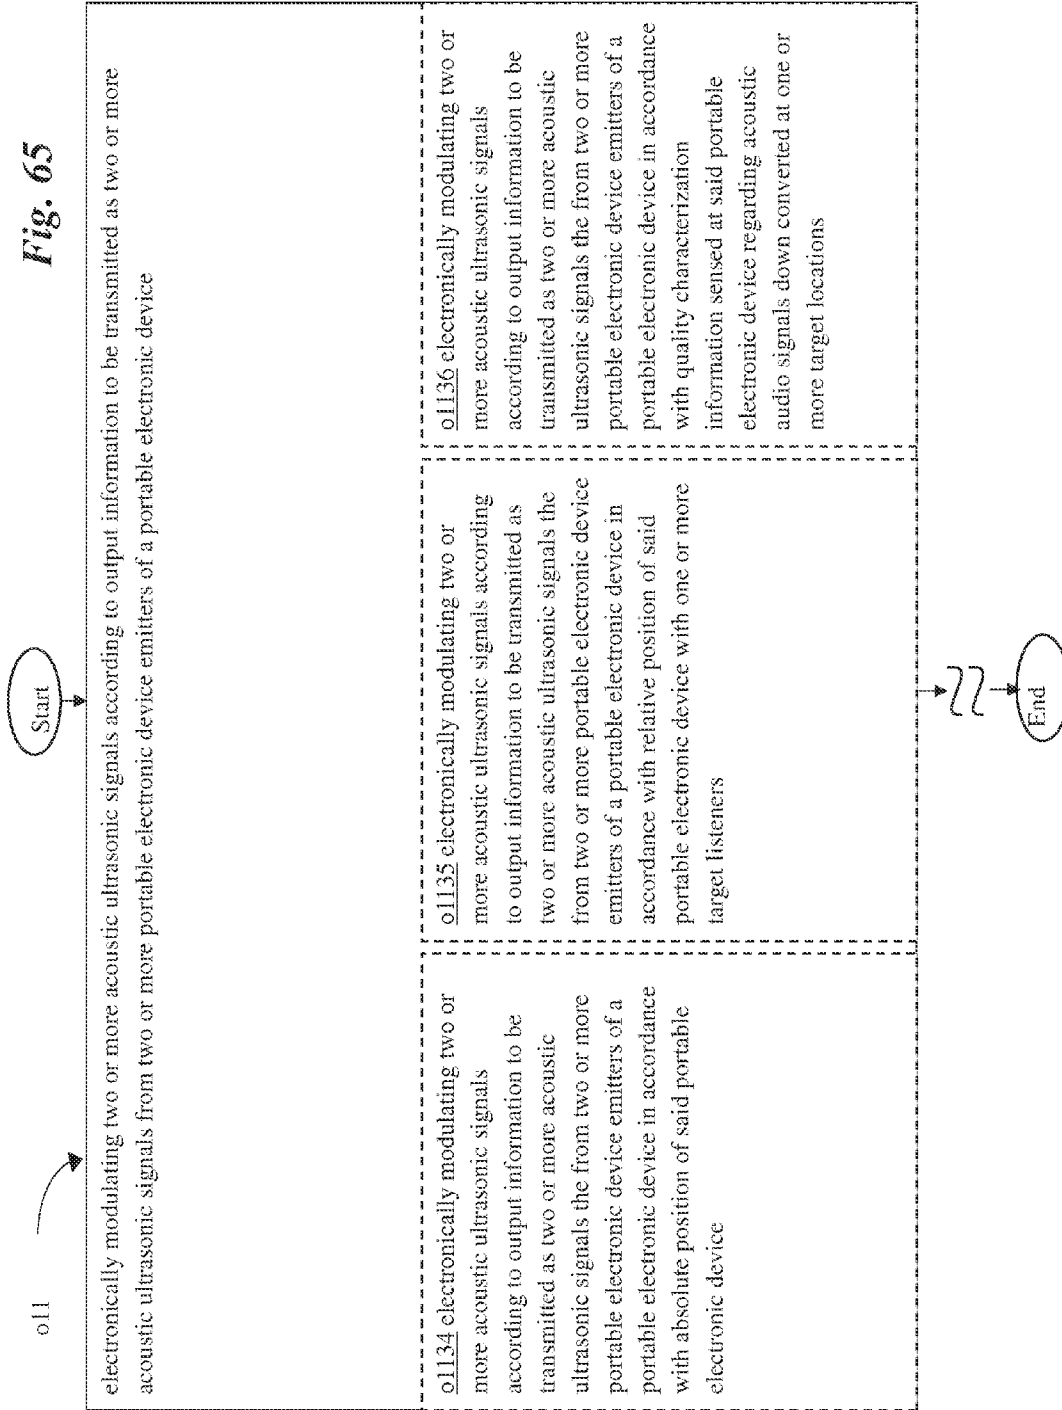 Fig. 65
Start
o11
electronically modulating two or more acoustic ultrasonic signals according to output information to be transmitted as two or more
acoustic ultrasonic signals from two or more portable electronic device emitters of a portable electronic device
o1134 electronically modulating two or
more acoustic ultrasonic signals
according to output information to be
transmitted as two or more acoustic
ultrasonic signals the from two or more
portable electronic device emitters of a
portable electronic device in accordance
with absolute position of said portable
electronic device
o1135 electronically modulating two or
more acoustic ultrasonic signals according
to output information to be transmitted as
two or more acoustic ultrasonic signals the
from two or more portable electronic device
emitters of a portable electronic device in
accordance with relative position of said
portable electronic device with one or more
target listeners
o1136 electronically modulating two or
more acoustic ultrasonic signals
according to output information to be
transmitted as two or more acoustic
ultrasonic signals the from two or more
portable electronic device emitters of a
portable electronic device in accordance
with quality characterization
information sensed at said portable
electronic device regarding acoustic
audio signals down converted at one or
more target locations
End